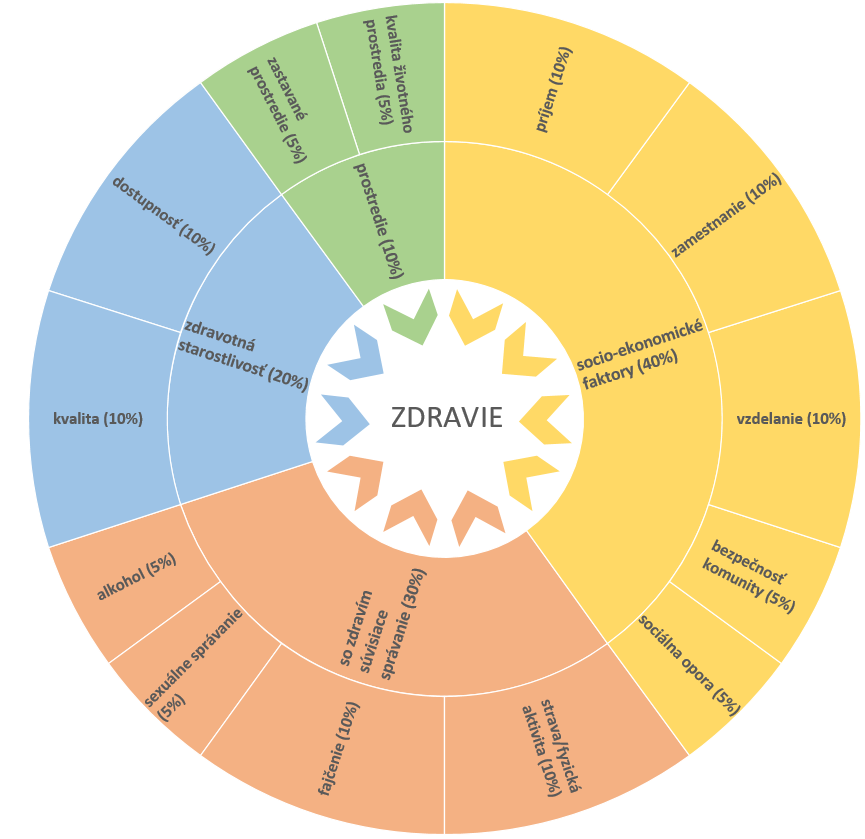 ZDRAVIE
socio-ekonomické
faktory (40%)
príjem (10%)
zamestnanie (10%)
vzdelanie (10%)
bezpečnosť
komunity (5%)
sociálna opora (5%)
so zdravím
súvisiace
správanie (30%)
strava/fyzická
aktivita (10%)
fajčenie (10%)
sexuálne správanie
(5%)
alkohol (5%)
zdravotná
starostlivosť (20%)
kvalita (10%)
dostupnosť (10%)
prostredie (10%)
zastavané
prostredie (5%)
kvalita životného
prostredia (5%)